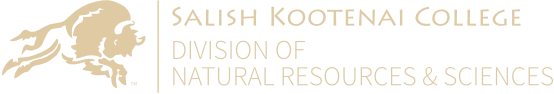 SALISH KOOTENAI COLLEGE
DIVISION OF
NATURAL RESOURCES & SCIENCES